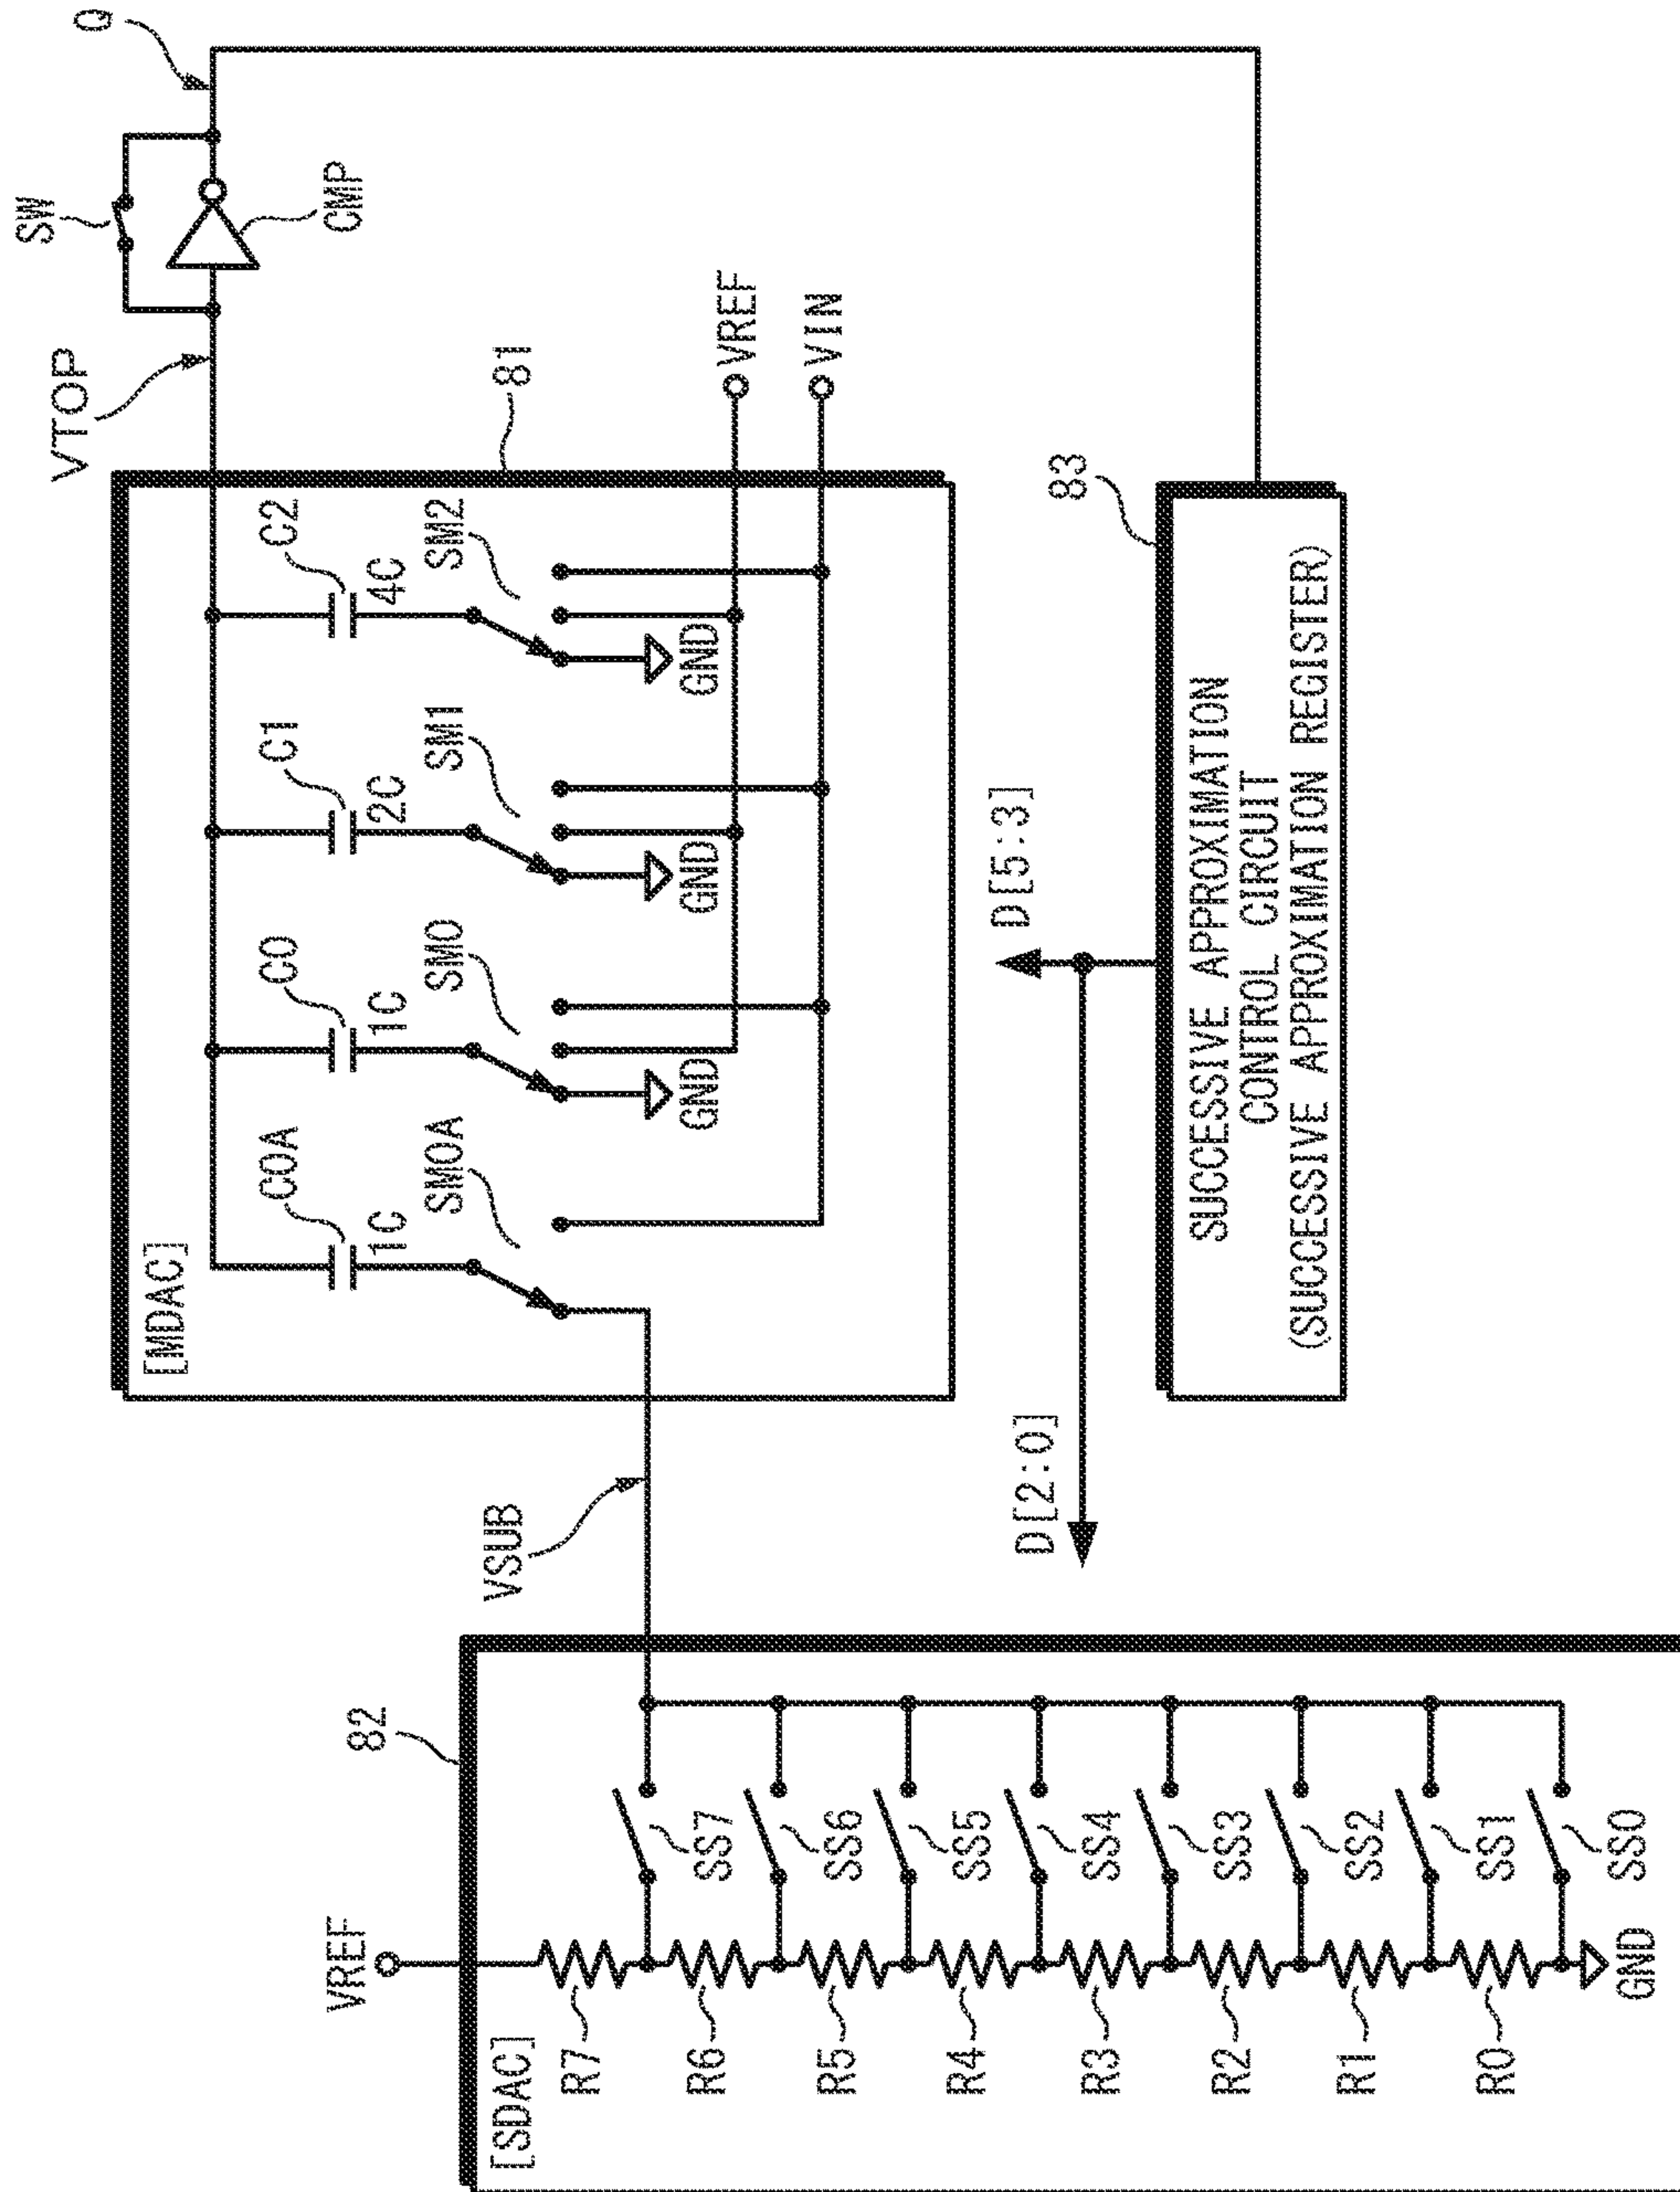 VREF
82
[SDAC]
R7
R6
R5
R4
R3
R2
R1
R0
SS7
SS6
SS5
SS4
SS3
SS2
SS1
SS0
GND
VSUB
[MDAC]
C0A
1C
SM0A
C0
1C
SM0
GND
C1
2C
SM1
GND
C2
4C
SM2
GND
81
VTOP
SW
CMP
Q
VREF
VIN
D[5:3]
D[2:0]
83
SUCCESSIVE APPROXIMATION
CONTROL CIRCUIT
(SUCCESSIVE APPROXIMATION REGISTER)